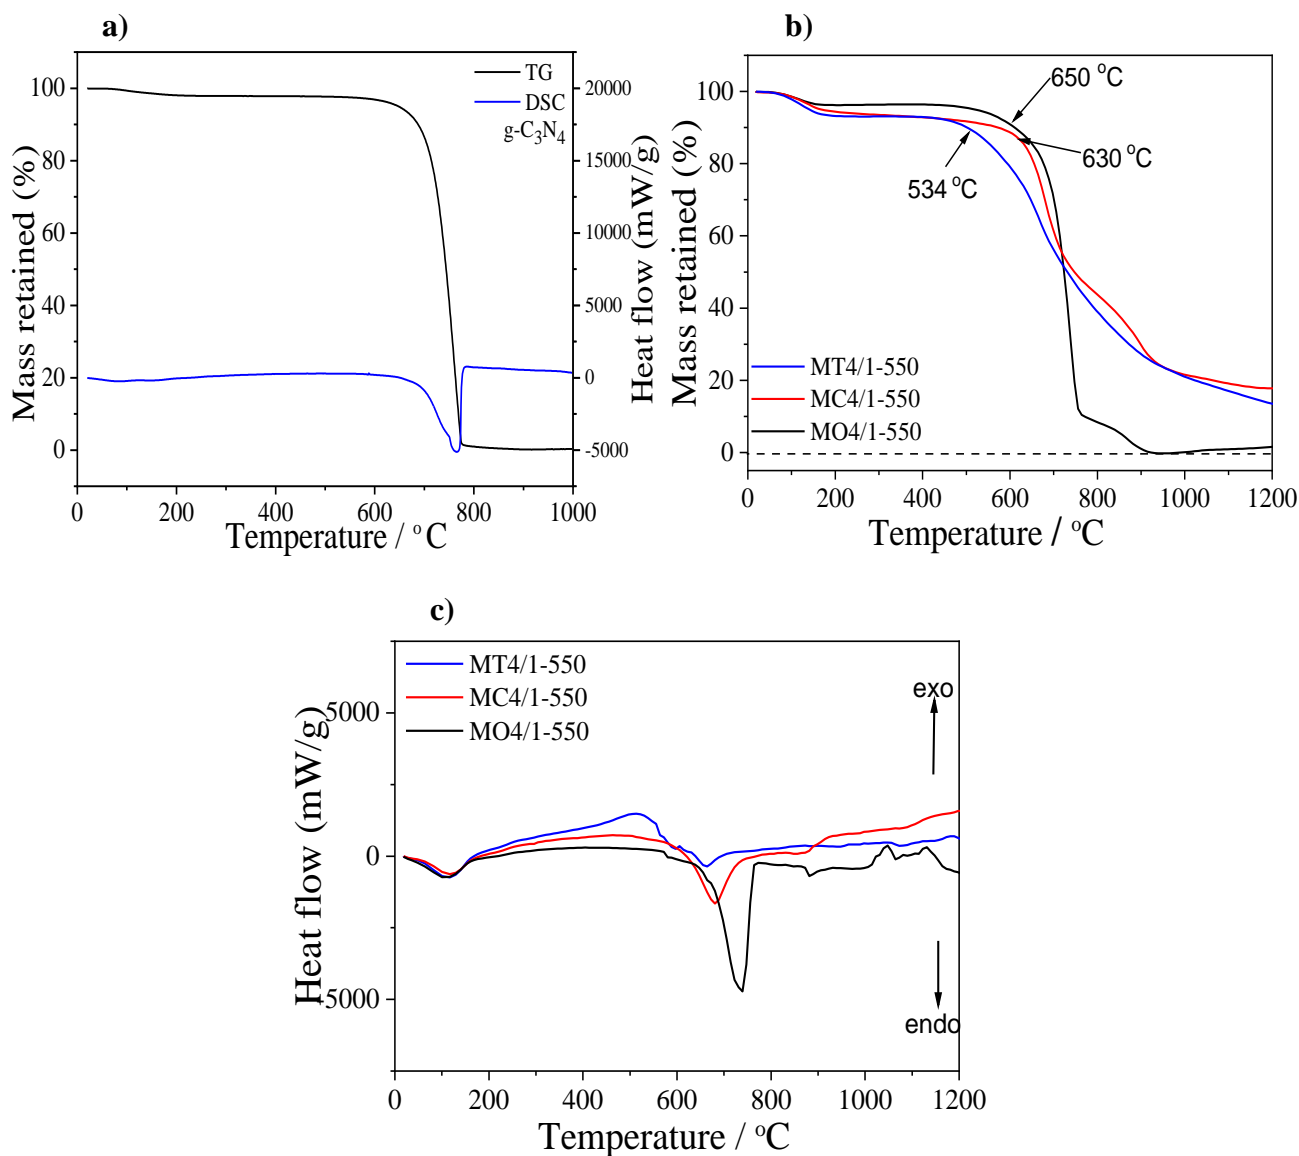 a)
TG
DSC
g-C3N4
Mass retained (%)
100
80
60
40
20
0
20000
15000
10000
5000
0
-5000
Heat flow (mW/g)
0
200
400
600
800
1000
Temperature / °C
b)
650 °C
630 °C
534 °C
Mass retained (%)
100
80
60
40
20
0
MT4/1-550
MC4/1-550
MO4/1-550
0
200
400
600
800
1000
1200
Temperature / °C
c)
MT4/1-550
MC4/1-550
MO4/1-550
exo
endo
Heat flow (mW/g)
5000
0
-5000
0
200
400
600
800
1000
1200
Temperature / °C